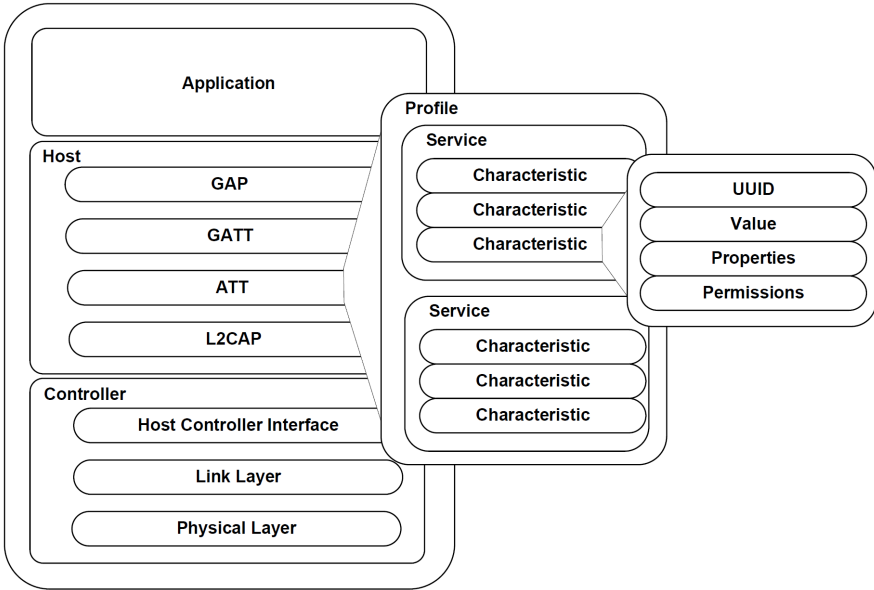 Application
Host
GAP
GATT
ATT
L2CAP
Controller
Host Controller Interface
Link Layer
Physical Layer
Profile
Service
Characteristic
Characteristic
Characteristic
Service
Characteristic
Characteristic
Characteristic
UUID
Value
Properties
Permissions